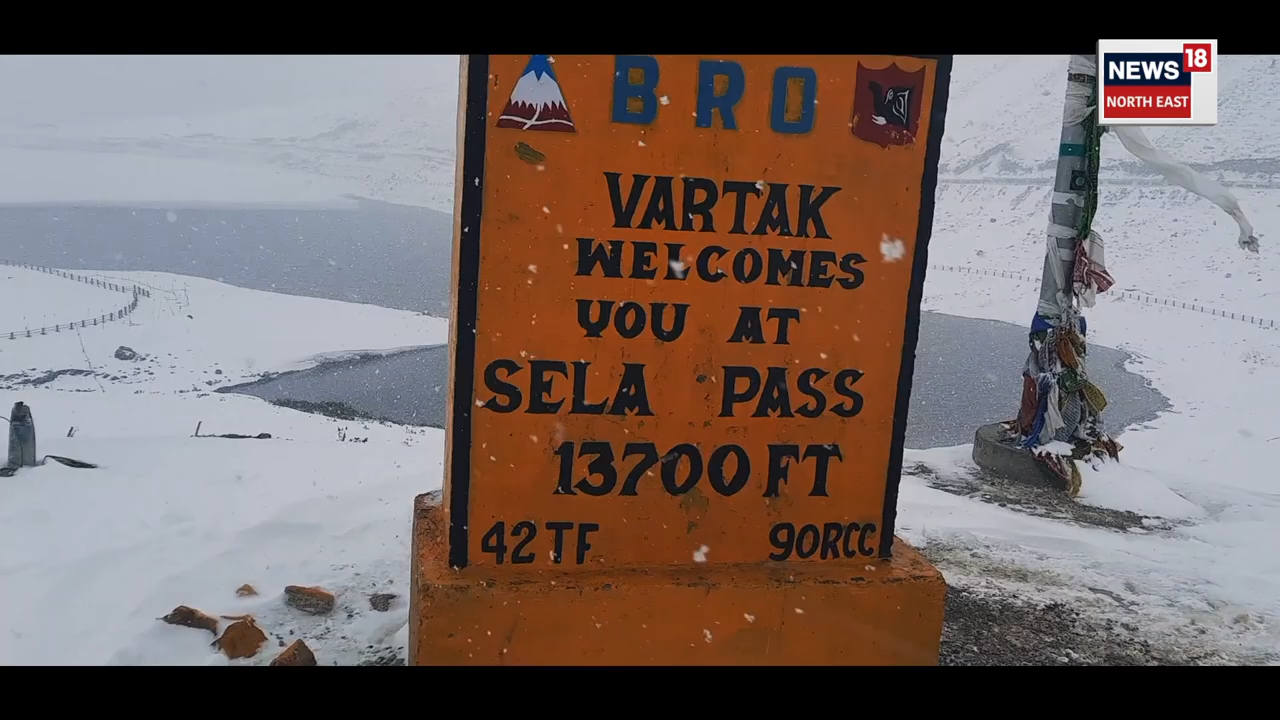 NEWS 18
NORTH EAST
BRO
VARTAK
WELCOMES
YOU AT
SELA PASS
13700 FT
42 TF 90RCC